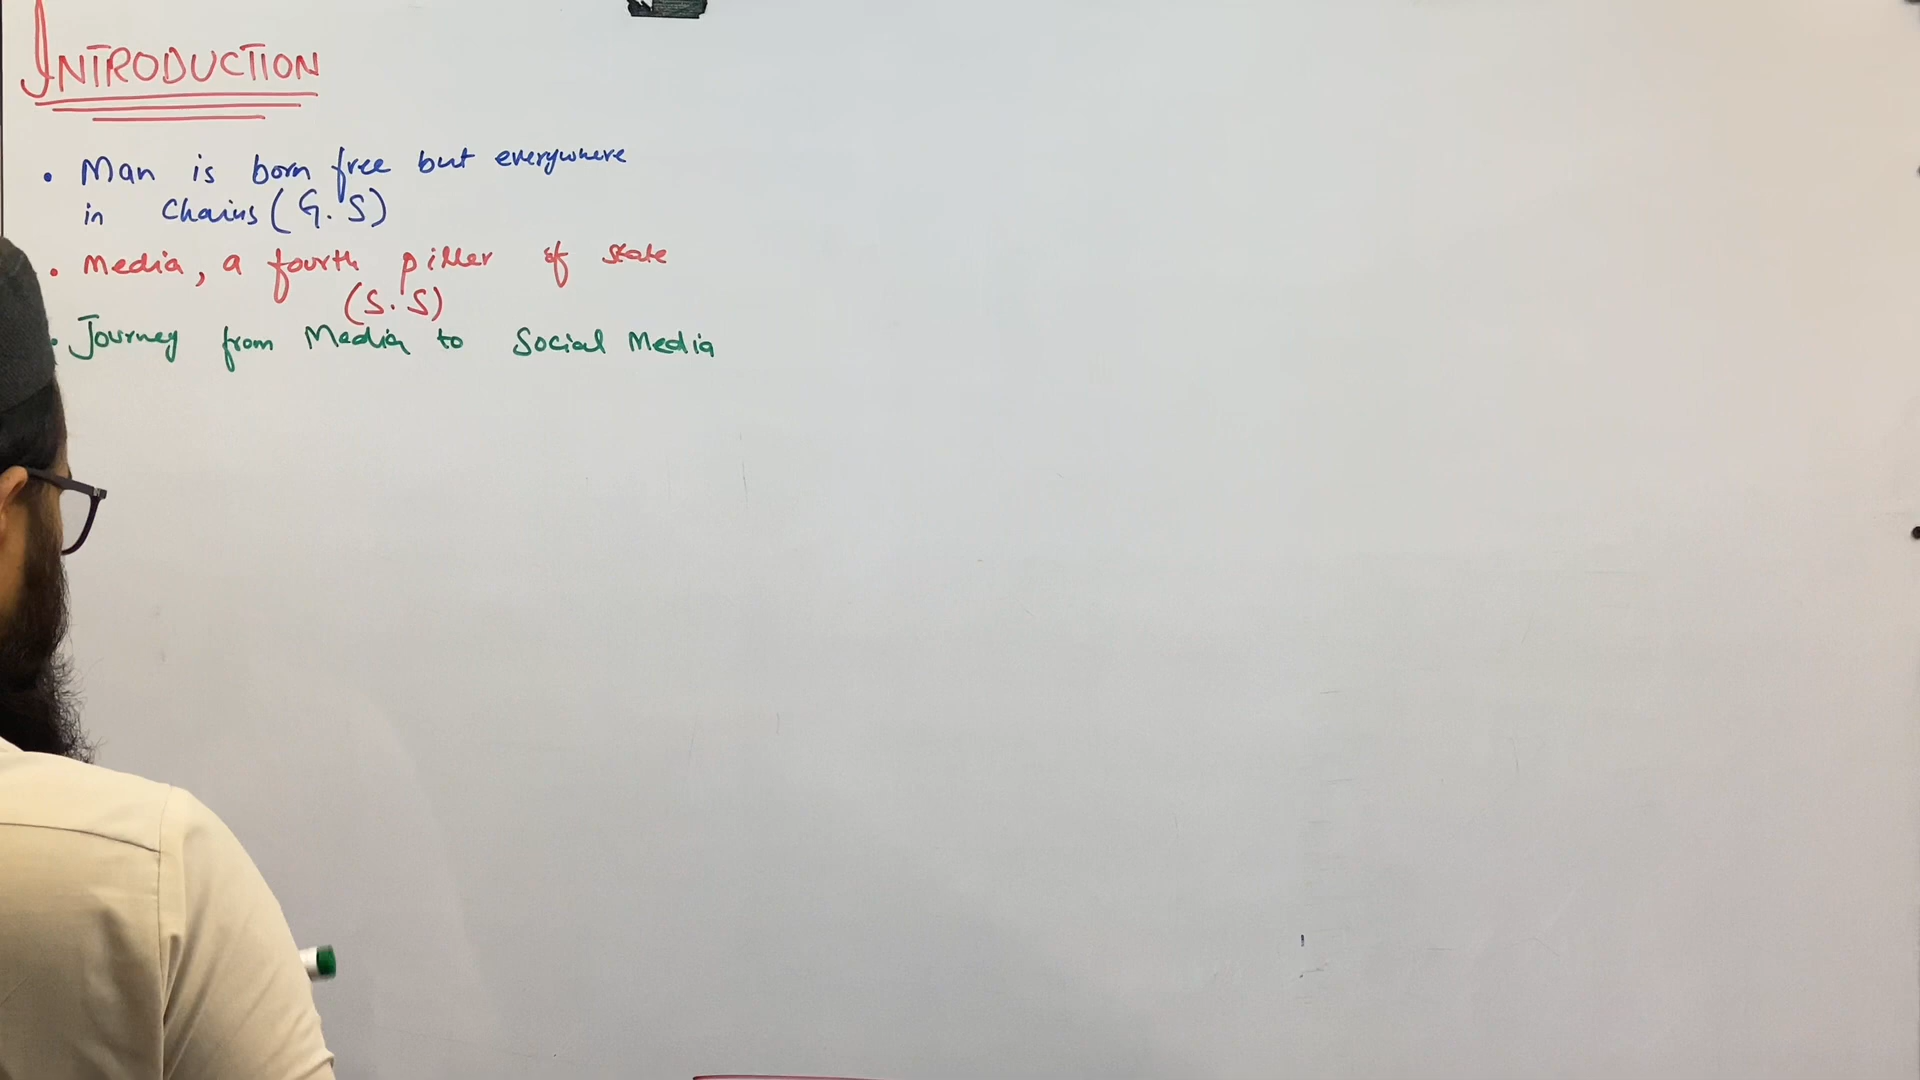 INTRODUCTION
• Man is born free but everywhere
in Chains (G.S)
• Media, a fourth piller of state
(S.S)
• Journey from Media to Social Media